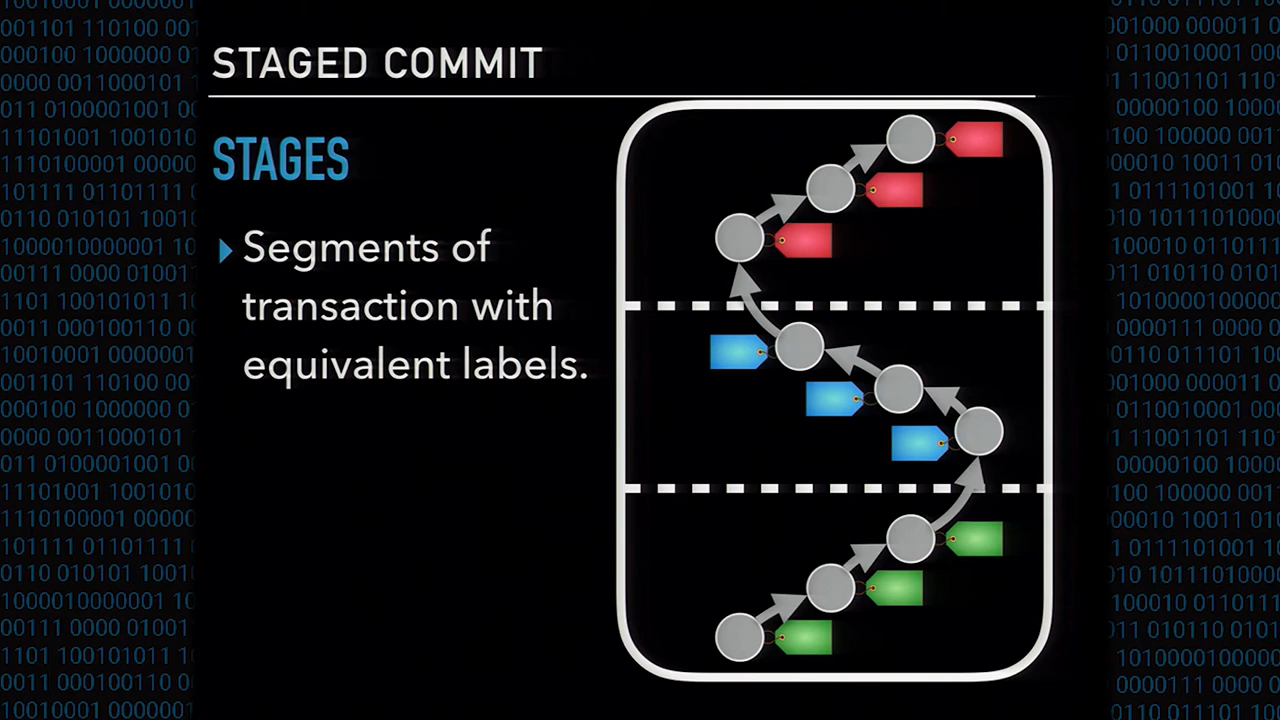 STAGED COMMIT
STAGES
Segments of
transaction with
equivalent labels.